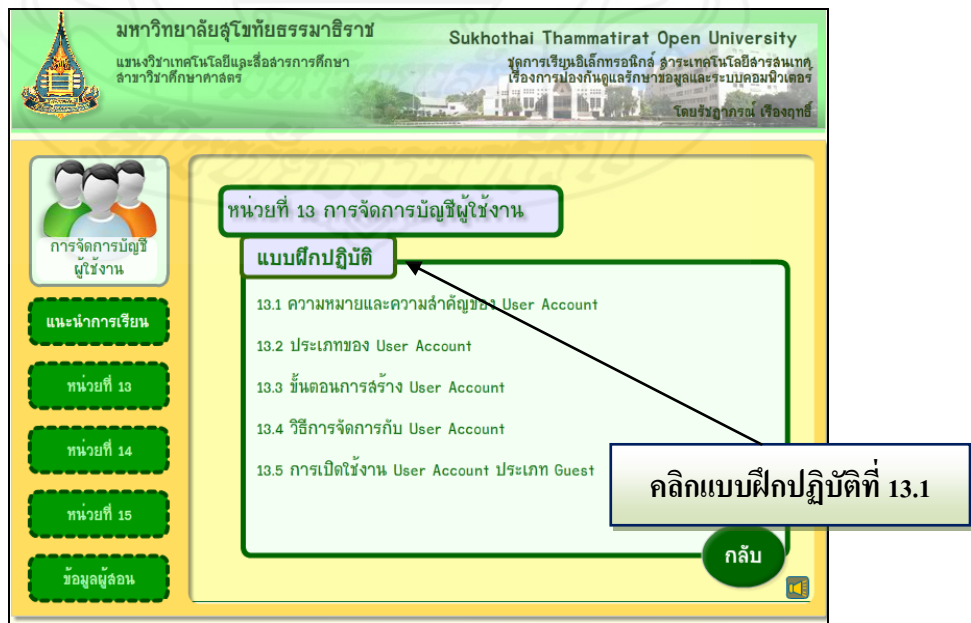 มหาวิทยาลัยสุโขทัยธรรมาธิราช
แขนงวิชาเทคโนโลยีและสื่อสารการศึกษา
สาขาวิชาศึกษาศาสตร์
Sukhothai Thammatirat Open University
ชุดการเรียนอิเล็กทรอนิกส์ สาระเทคโนโลยีสารสนเทศ
เรื่องการป้องกันดูแลรักษาข้อมูลและระบบคอมพิวเตอร์
โดยรัชฎาภรณ์ เรืองฤทธิ์
การจัดการบัญชี
ผู้ใช้งาน
แนะนำการเรียน
หน่วยที่ 13
หน่วยที่ 14
หน่วยที่ 15
ข้อมูลผู้สอน
หน่วยที่ 13 การจัดการบัญชีผู้ใช้งาน
แบบฝึกปฏิบัติ
13.1 ความหมายและความสำคัญของ User Account
13.2 ประเภทของ User Account
13.3 ขั้นตอนการสร้าง User Account
13.4 วิธีการจัดการกับ User Account
13.5 การเปิดใช้งาน User Account ประเภท Guest
คลิกแบบฝึกปฏิบัติที่ 13.1
กลับ